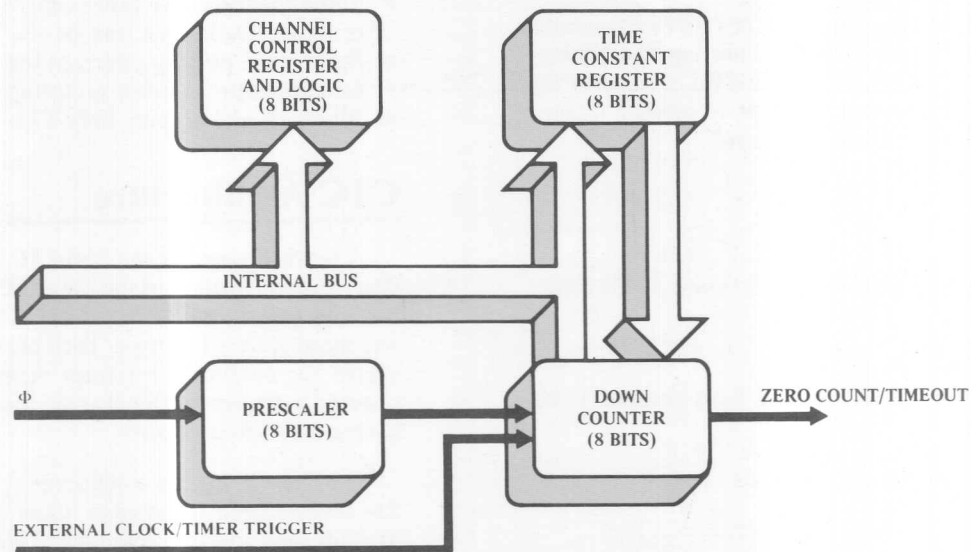 CHANNEL
CONTROL
REGISTER
AND LOGIC
(8 BITS)
TIME
CONSTANT
REGISTER
(8 BITS)
INTERNAL BUS
Φ
PRESCALER
(8 BITS)
DOWN
COUNTER
(8 BITS)
ZERO COUNT/TIMEOUT
EXTERNAL CLOCK/TIMER TRIGGER